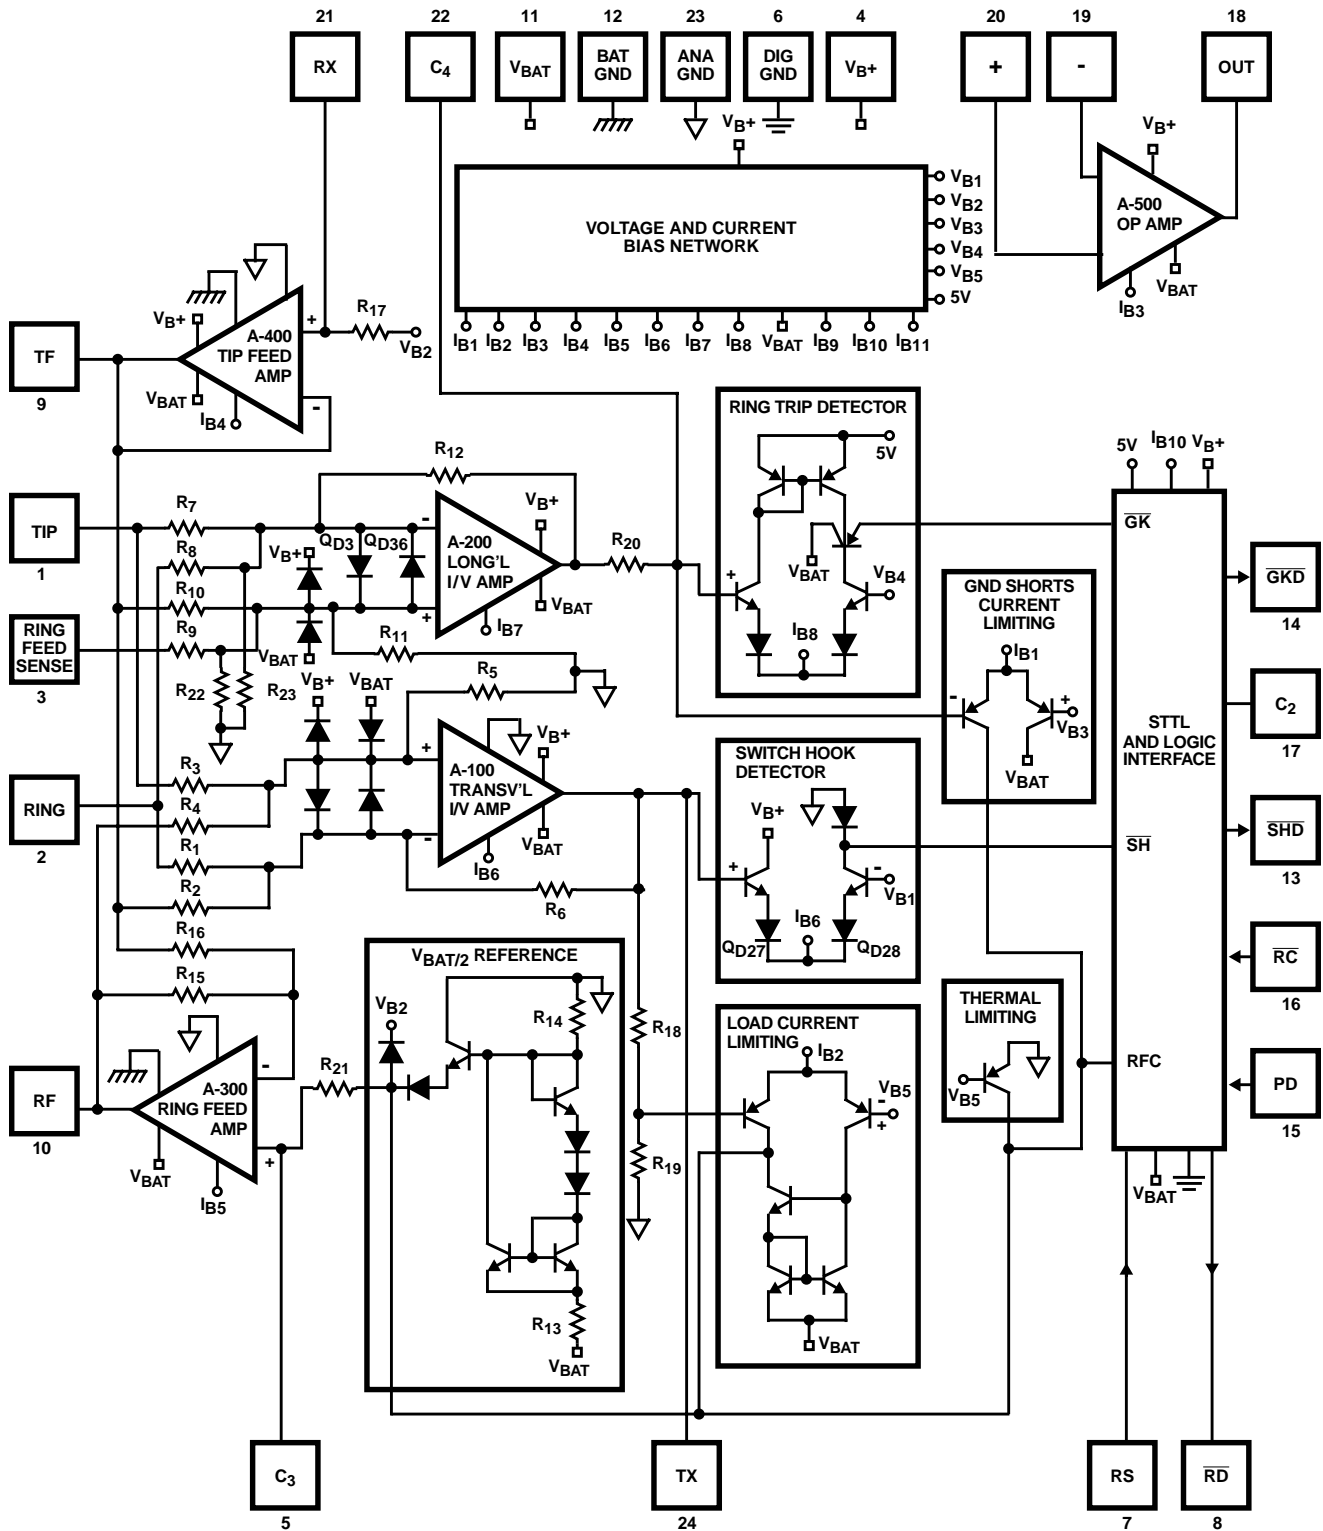 21
22
11
12
23
6
4
20
19
18
RX
C4
VBAT
BAT
GND
ANA
GND
DIG
GND
VB+
+
-
OUT
VB+
VOLTAGE AND CURRENT
BIAS NETWORK
VB1
VB2
VB3
VB4
VB5
5V
IB1
IB2
IB3
IB4
IB5
IB6
IB7
IB8
VBAT
IB9
IB10
IB11
VB+
A-500
OP AMP
VBAT
IB3
TF
9
VB+
A-400
TIP FEED
AMP
+
-
VBAT
IB4
R17
VB2
TIP
1
RING
FEED
SENSE
3
RING
2
R7
R8
R10
R9
R22
R23
R12
VB+
QD3
QD36
VBAT
-
A-200
LONG'L
I/V AMP
+
VB+
VBAT
IB7
R20
R11
R5
VB+
VBAT
+
A-100
TRANSV'L
I/V AMP
-
VB+
VBAT
IB6
R6
R3
R4
R1
R2
R16
R15
RING TRIP DETECTOR
5V
VBAT
VB4
+
IB8
GND SHORTS
CURRENT
LIMITING
IB1
-
+
VB3
VBAT
SWITCH HOOK
DETECTOR
VB+
+
-
VB1
IB6
QD27
QD28
5V
IB10
VB+
GK
STTL
AND LOGIC
INTERFACE
SH
RFC
VBAT
GKD
14
C2
17
SHD
13
RC
16
PD
15
RF
10
-
A-300
RING FEED
AMP
+
VBAT
IB5
R21
VBAT/2 REFERENCE
VB2
R14
R13
VBAT
R18
R19
LOAD CURRENT
LIMITING
IB2
-
VB5
+
VBAT
THERMAL
LIMITING
VB5
C3
5
TX
24
RS
7
RD
8